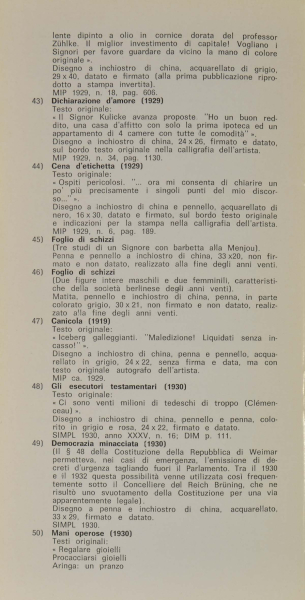 lente dipinto a olio in cornice dorata del professor
Zühlke. Il miglior investimento di capitale! Vogliano i
Signori per favore guardare da vicino la mano di colore
originale ».
Disegno a inchiostro di china, acquarellato di grigio,
29 x 40, datato e firmato (alla prima pubblicazione ripro-
dotto a stampa invertita).
MIP 1929, n. 18, pag. 606.
43) Dichiarazione d'amore (1929)
Testo originale:
« Il Signor Kulicke avanza proposte "Ho un buon red-
dito, una casa d'affitto con solo la prima ipoteca ed un
appartamento di 4 camere con tutte le comodità" ».
Disegno a inchiostro di china, 24 x 26, firmato e datato,
sul bordo testo originale nella calligrafia dell'artista.
MIP 1929, n. 34, pag. 1130.
44) Cena d'etichetta (1929)
Testo originale:
« Ospiti pericolosi. "... ora mi consenta di chiarire un
po' più precisamente i singoli punti del mio discor-
so..." ».
Disegno a inchiostro di china e pennello, acquarellato di
nero, 16 x 30, datato e firmato, sul bordo testo originale
e indicazioni per la stampa nella calligrafia dell'artista.
MIP 1929, n. 6, pag. 189.
45) Foglio di schizzi
(Tre studi di un Signore con barbetta alla Menjou).
Penna e pennello a inchiostro di china, 33 x20, non fir-
mato e non datato, realizzato alla fine degli anni venti.
46) Foglio di schizzi
(Due figure intere maschili e due femminili, caratteristi-
che della società berlinese degli anni venti).
Matita, pennello e inchiostro di china, penna, in parte
colorato grigio, 30 x 21, non firmato e non datato, realiz-
zato alla fine degli anni venti.
47) Canicola (1919)
Testo originale:
« Iceberg galleggianti. "Maledizione! Liquidati senza in-
casso!" ».
Disegno a inchiostro di china, penna e pennello, acqua-
rellato in grigio, 24 x 22, senza firma e data, ma con
testo originale autografo dell'artista.
MIP ca. 1929.
48) Gli esecutori testamentari (1930)
Testo originale:
« Ci sono venti milioni di tedeschi di troppo (Clémen-
ceau) ».
Disegno a inchiostro di china, pennello e penna, colo-
rito in grigio e rosa, 24 x 22, firmato e datato.
SIMPL 1930, anno XXXV, n. 16; DIM p. 111.
49) Democrazia minacciata (1930)
(Il § 48 della Costituzione della Repubblica di Weimar
permetteva, nei casi di emergenza, l'emissione di de-
creti d'urgenza tagliando fuori il Parlamento. Tra il 1930
e il 1932 questa possibilità venne utilizzata così frequen-
temente sotto il Concelliere del Reich Brüning, che ne
risultò uno svuotamento della Costituzione per una via
apparentemente legale).
Disegno a penna e inchiostro di china, acquarellato,
33 x 29, firmato e datato.
SIMPL 1930.
50) Mani operose (1930)
Testi originali:
« Regalare gioielli
Procacciarsi gioielli
Aringa: un pranzo